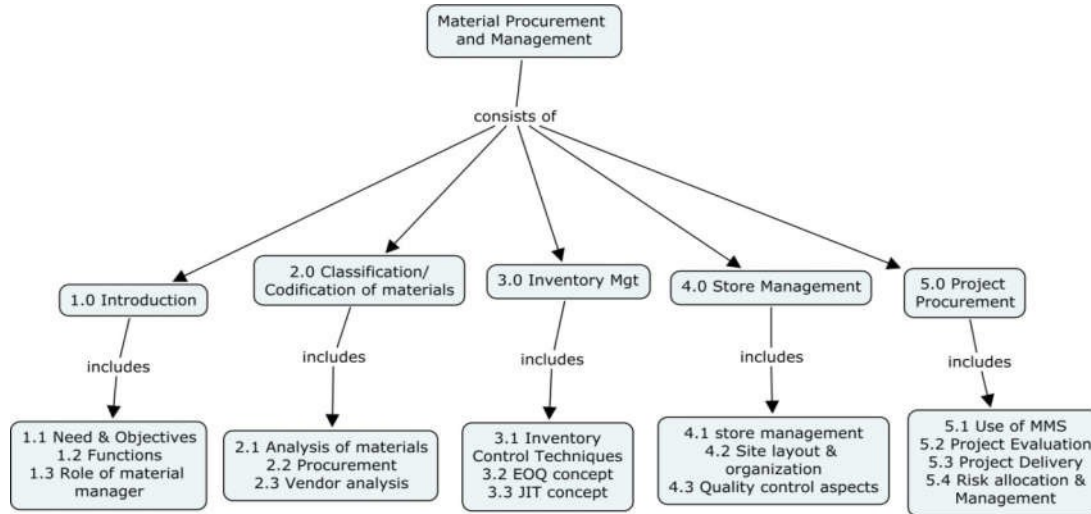 Material Procurement
and Management
consists of
1.0 Introduction
2.0 Classification/
Codification of materials
3.0 Inventory Mgt
4.0 Store Management
5.0 Project
Procurement
includes
includes
includes
includes
includes
1.1 Need & Objectives
1.2 Functions
1.3 Role of material
manager
2.1 Analysis of materials
2.2 Procurement
2.3 Vendor analysis
3.1 Inventory
Control Techniques
3.2 EOQ concept
3.3 JIT concept
4.1 store management
4.2 Site layout &
organization
4.3 Quality control aspects
5.1 Use of MMS
5.2 Project Evaluation
5.3 Project Delivery
5.4 Risk allocation &
Management